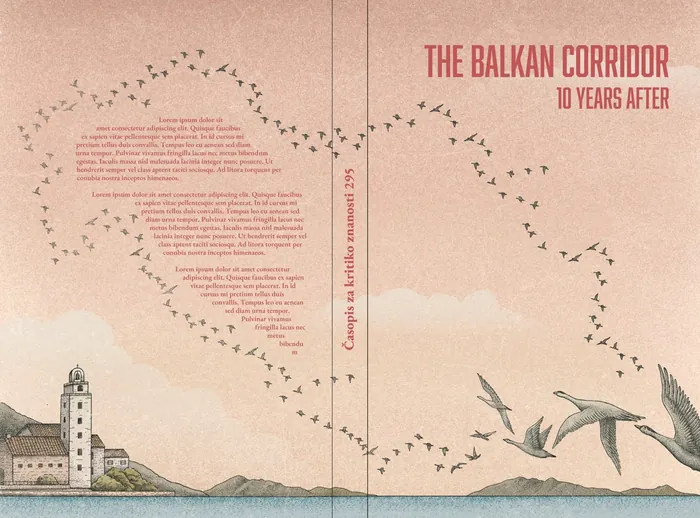 THE BALKAN CORRIDOR
10 YEARS AFTER
Časopis za kritiko znanosti 295
Lorem ipsum dolor sit
amet consectetur adipiscing elit. Quisque faucibus
ex sapien vitae pellentesque sem placerat. In id cursus mi
pretium tellus duis convallis. Tempus leo eu aenean sed diam
urna tempor. Pulvinar vivamus fringilla lacus nec metus bibendum
egestas. Iaculis massa nisl malesuada lacinia integer nunc posuere. Ut
hendrerit semper vel class aptent taciti sociosqu. Ad litora torquent per
conubia nostra inceptos himenaeos.
Lorem ipsum dolor sit amet consectetur adipiscing elit. Quisque faucibus
ex sapien vitae pellentesque sem placerat. In id cursus mi
pretium tellus duis convallis. Tempus leo eu aenean sed
diam urna tempor. Pulvinar vivamus fringilla lacus nec
metus bibendum egestas. Iaculis massa nisl malesuada
lacinia integer nunc posuere. Ut hendrerit semper vel
class aptent taciti sociosqu. Ad litora torquent per
conubia nostra inceptos himenaeos.
Lorem ipsum dolor sit amet consectetur
adipiscing elit. Quisque faucibus ex sapien
vitae pellentesque sem placerat. In id
cursus mi pretium tellus duis
convallis. Tempus leo eu aenean
sed diam urna tempor.
Pulvinar vivamus
fringilla lacus nec
metus
bibendu
m